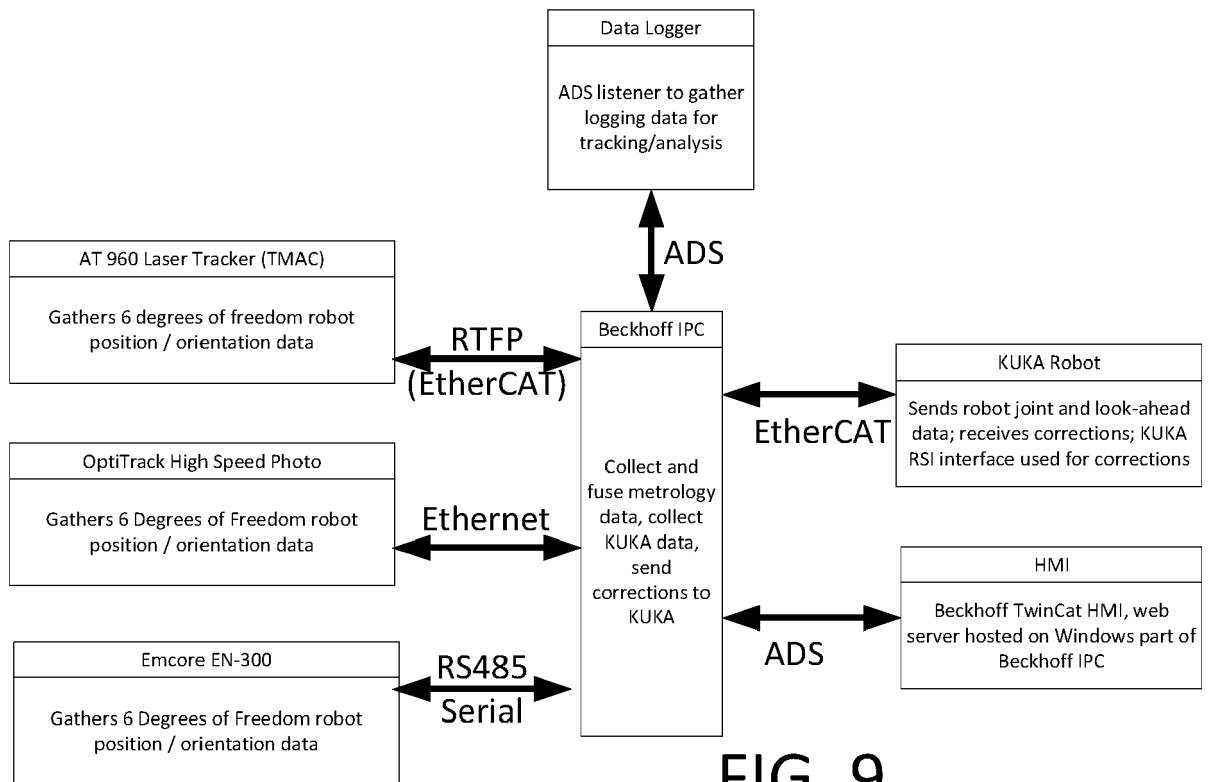 Data Logger
ADS listener to gather
logging data for
tracking/analysis
ADS
AT 960 Laser Tracker (TMAC)
Gathers 6 degrees of freedom robot
position / orientation data
RTFP
(EtherCAT)
OptiTrack High Speed Photo
Gathers 6 Degrees of Freedom robot
position / orientation data
Ethernet
Emcore EN-300
Gathers 6 Degrees of Freedom robot
position / orientation data
RS485
Serial
Beckhoff IPC
Collect and
fuse metrology
data, collect
KUKA data,
send
corrections to
KUKA
EtherCAT
KUKA Robot
Sends robot joint and look-ahead
data; receives corrections; KUKA
RSI interface used for corrections
ADS
HMI
Beckhoff TwinCat HMI, web
server hosted on Windows part of
Beckhoff IPC
FIG. 9